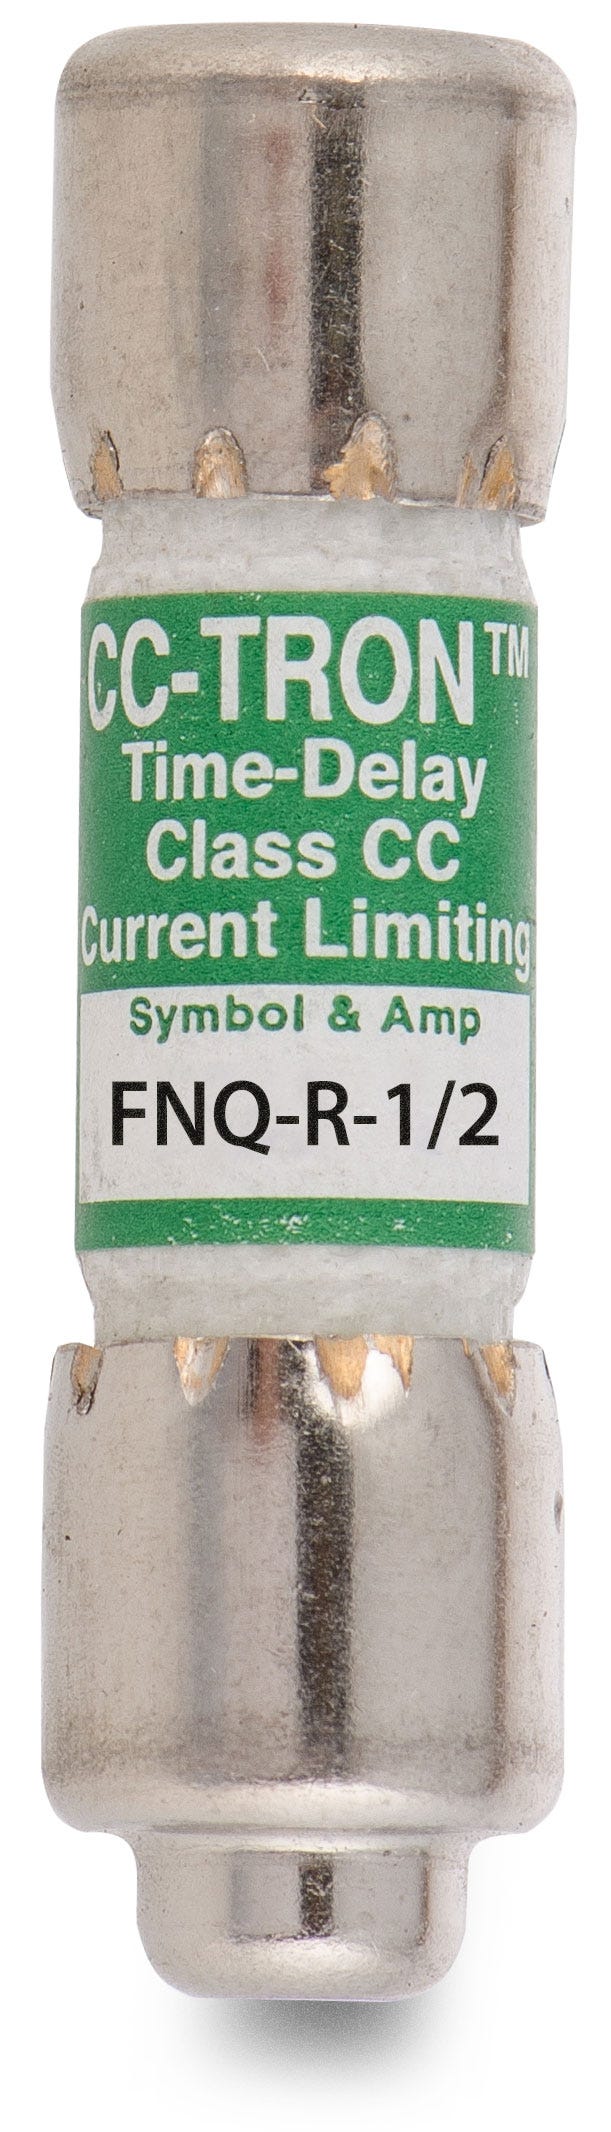 CC-TRON™
Time-Delay
Class CC
Current Limiting
Symbol & Amp
FNQ-R-1/2